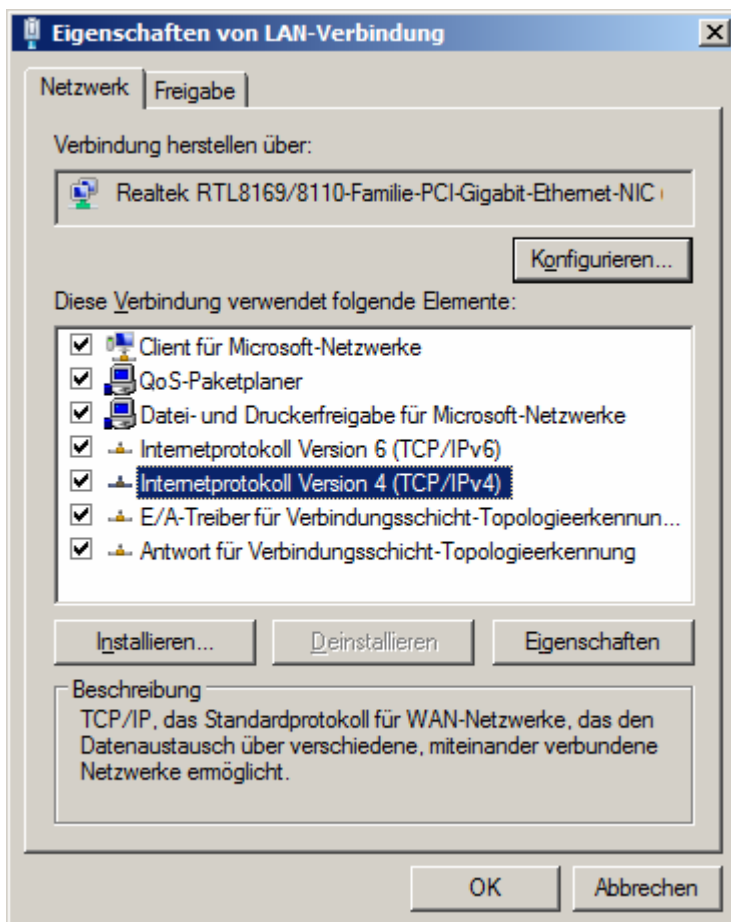 Eigenschaften von LAN-Verbindung
Netzwerk
Freigabe
Verbindung herstellen über:
Realtek RTL8169/8110-Familie-PCI-Gigabit-Ethernet-NIC (
Konfigurieren...
Diese Verbindung verwendet folgende Elemente:
Client für Microsoft-Netzwerke
QoS-Paketplaner
Datei- und Druckerfreigabe für Microsoft-Netzwerke
Internetprotokoll Version 6 (TCP/IPv6)
Internetprotokoll Version 4 (TCP/IPv4)
E/A-Treiber für Verbindungsschicht-Topologieerkennun...
Antwort für Verbindungsschicht-Topologieerkennung
Installieren...
Deinstallieren
Eigenschaften
Beschreibung
TCP/IP, das Standardprotokoll für WAN-Netzwerke, das den
Datenaustausch über verschiedene, miteinander verbundene
Netzwerke ermöglicht.
OK
Abbrechen